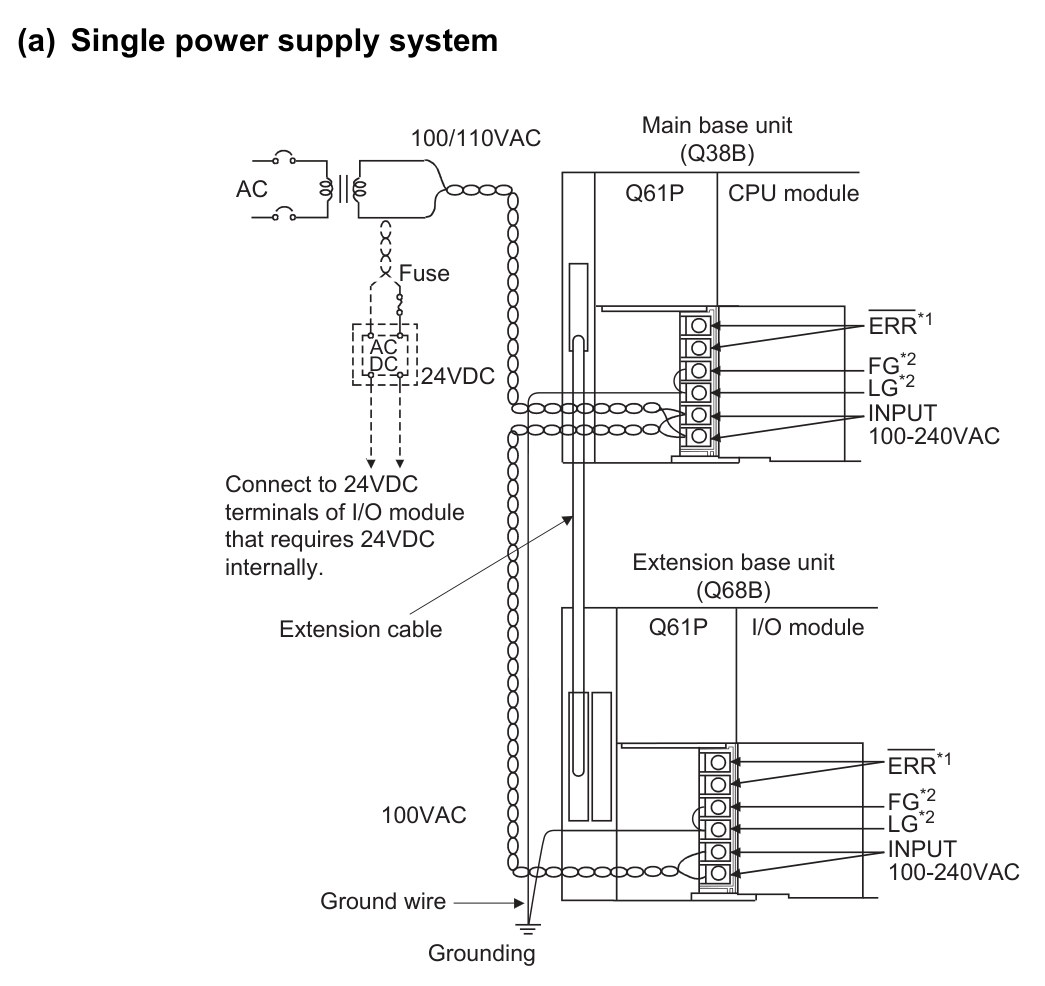 (a) Single power supply system
100/110VAC
Main base unit
(Q38B)
AC
Q61P
CPU module
Fuse
ERR*1
AC
DC
24VDC
FG*2
LG*2
INPUT
100-240VAC
Connect to 24VDC
terminals of I/O module
that requires 24VDC
internally.
Extension base unit
(Q68B)
Extension cable
Q61P
I/O module
ERR*1
FG*2
LG*2
100VAC
INPUT
100-240VAC
Ground wire
Grounding